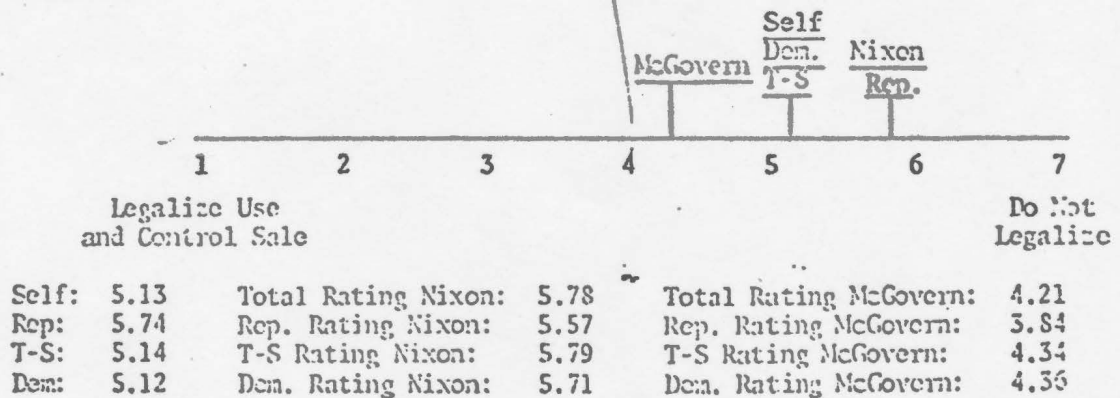 Self
Dem.
T-S
McGovern
Nixon
Rep.
1 2 3 4 5 6 7
Legalize Use
and Control Sale
Do Not
Legalize
Self: 5.13 Total Rating Nixon: 5.78 Total Rating McGovern: 4.21
Rep: 5.74 Rep. Rating Nixon: 5.57 Rep. Rating McGovern: 3.84
T-S: 5.14 T-S Rating Nixon: 5.79 T-S Rating McGovern: 4.34
Dem: 5.12 Dem. Rating Nixon: 5.71 Dem. Rating McGovern: 4.36